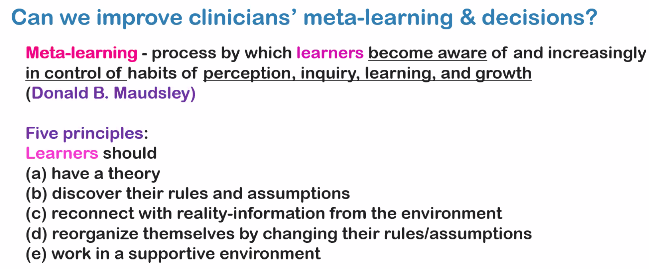 Can we improve clinicians' meta-learning & decisions?
Meta-learning - process by which learners become aware of and increasingly
in control of habits of perception, inquiry, learning, and growth
(Donald B. Maudsley)
Five principles:
Learners should
(a) have a theory
(b) discover their rules and assumptions
(c) reconnect with reality-information from the environment
(d) reorganize themselves by changing their rules/assumptions
(e) work in a supportive environment